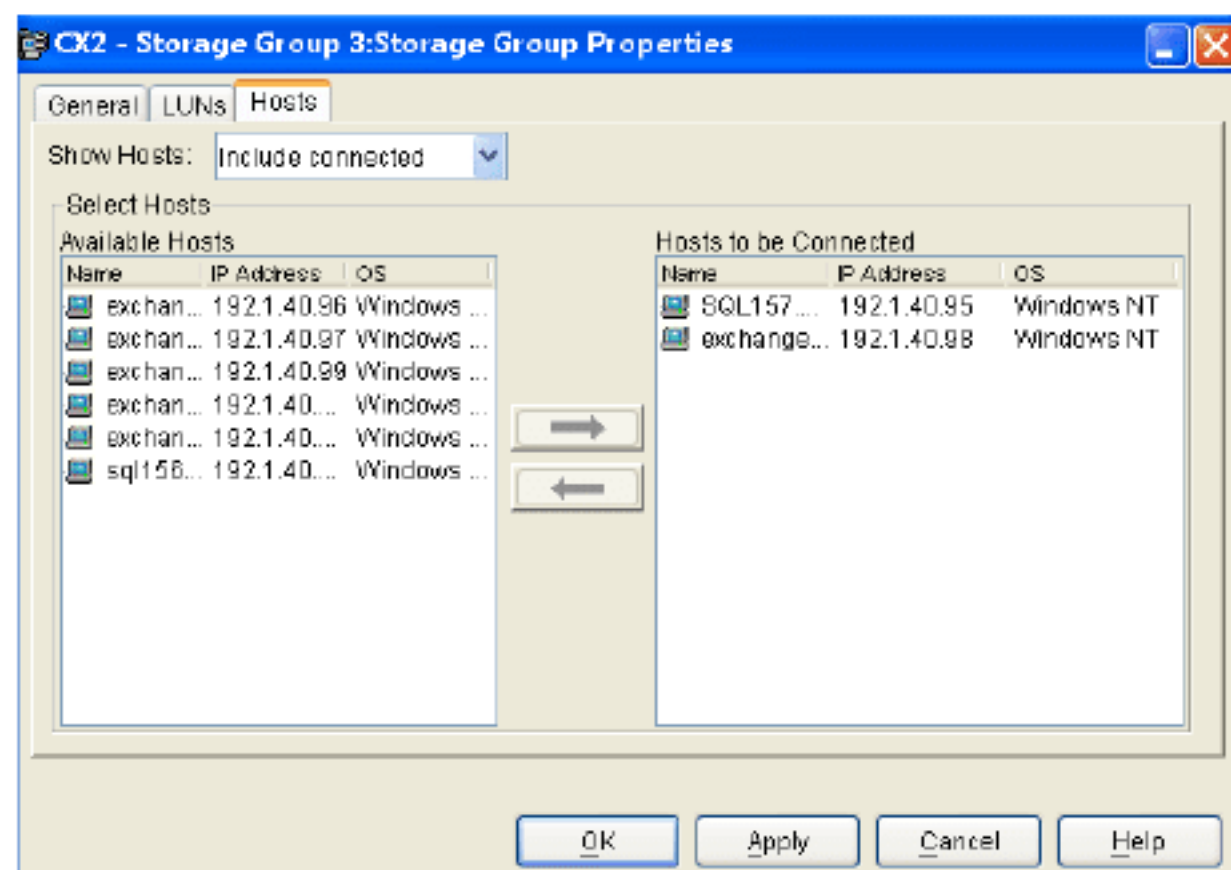 CX2 - Storage Group 3:Storage Group Properties
General LUNs Hosts
Show Hosts: Include connected
Select Hosts
Available Hosts
Name IP Address OS
exchan... 192.1.40.96 Windows ...
exchan... 192.1.40.97 Windows ...
exchan... 192.1.40.99 Windows ...
exchan... 192.1.40.... Windows ...
exchan... 192.1.40.... Windows ...
sql156... 192.1.40.... Windows ...
Hosts to be Connected
Name IP Address OS
SQL157.... 192.1.40.95 Windows NT
exchange... 192.1.40.98 Windows NT
OK Apply Cancel Help